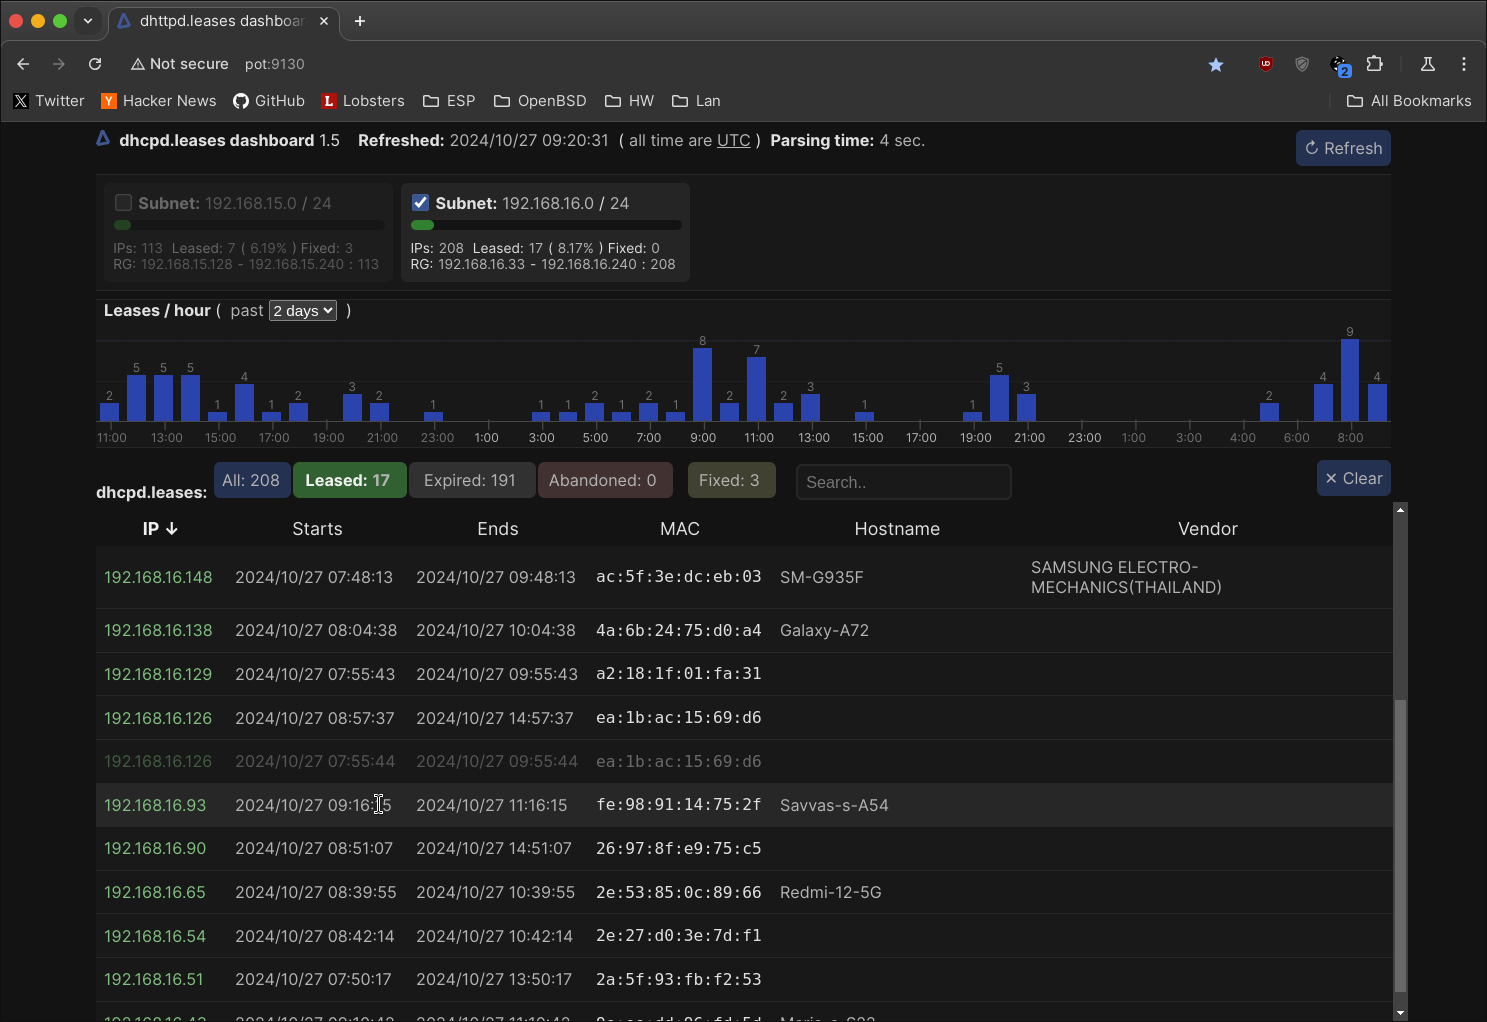 dhttpd.leases dashboar
Not secure pot:9130
2
Twitter Hacker News GitHub Lobsters ESP OpenBSD HW Lan All Bookmarks
dhcpd.leases dashboard 1.5 Refreshed: 2024/10/27 09:20:31 ( all time are UTC ) Parsing time: 4 sec.
Refresh
Subnet: 192.168.15.0 / 24
IPs: 113 Leased: 7 ( 6.19% ) Fixed: 3
RG: 192.168.15.128 - 192.168.15.240 : 113
Subnet: 192.168.16.0 / 24
IPs: 208 Leased: 17 ( 8.17% ) Fixed: 0
RG: 192.168.16.33 - 192.168.16.240 : 208
Leases / hour ( past 2 days )
2 5 5 5 1 4 1 2 3 2 1 1 1 2 1 2 1 8 2 7 2 3 1 1 5 3 2 4 9 4
11:00 13:00 15:00 17:00 19:00 21:00 23:00 1:00 3:00 5:00 7:00 9:00 11:00 13:00 15:00 17:00 19:00 21:00 23:00 1:00 3:00 4:00 6:00 8:00
dhcpd.leases: All: 208 Leased: 17 Expired: 191 Abandoned: 0 Fixed: 3 Search.. Clear
IP ↓ Starts Ends MAC Hostname Vendor
192.168.16.148 2024/10/27 07:48:13 2024/10/27 09:48:13 ac:5f:3e:dc:eb:03 SM-G935F SAMSUNG ELECTRO-
MECHANICS(THAILAND)
192.168.16.138 2024/10/27 08:04:38 2024/10/27 10:04:38 4a:6b:24:75:d0:a4 Galaxy-A72
192.168.16.129 2024/10/27 07:55:43 2024/10/27 09:55:43 a2:18:1f:01:fa:31
192.168.16.126 2024/10/27 08:57:37 2024/10/27 14:57:37 ea:1b:ac:15:69:d6
192.168.16.126 2024/10/27 07:55:44 2024/10/27 09:55:44 ea:1b:ac:15:69:d6
192.168.16.93 2024/10/27 09:16:15 2024/10/27 11:16:15 fe:98:91:14:75:2f Savvas-s-A54
192.168.16.90 2024/10/27 08:51:07 2024/10/27 14:51:07 26:97:8f:e9:75:c5
192.168.16.65 2024/10/27 08:39:55 2024/10/27 10:39:55 2e:53:85:0c:89:66 Redmi-12-5G
192.168.16.54 2024/10/27 08:42:14 2024/10/27 10:42:14 2e:27:d0:3e:7d:f1
192.168.16.51 2024/10/27 07:50:17 2024/10/27 13:50:17 2a:5f:93:fb:f2:53